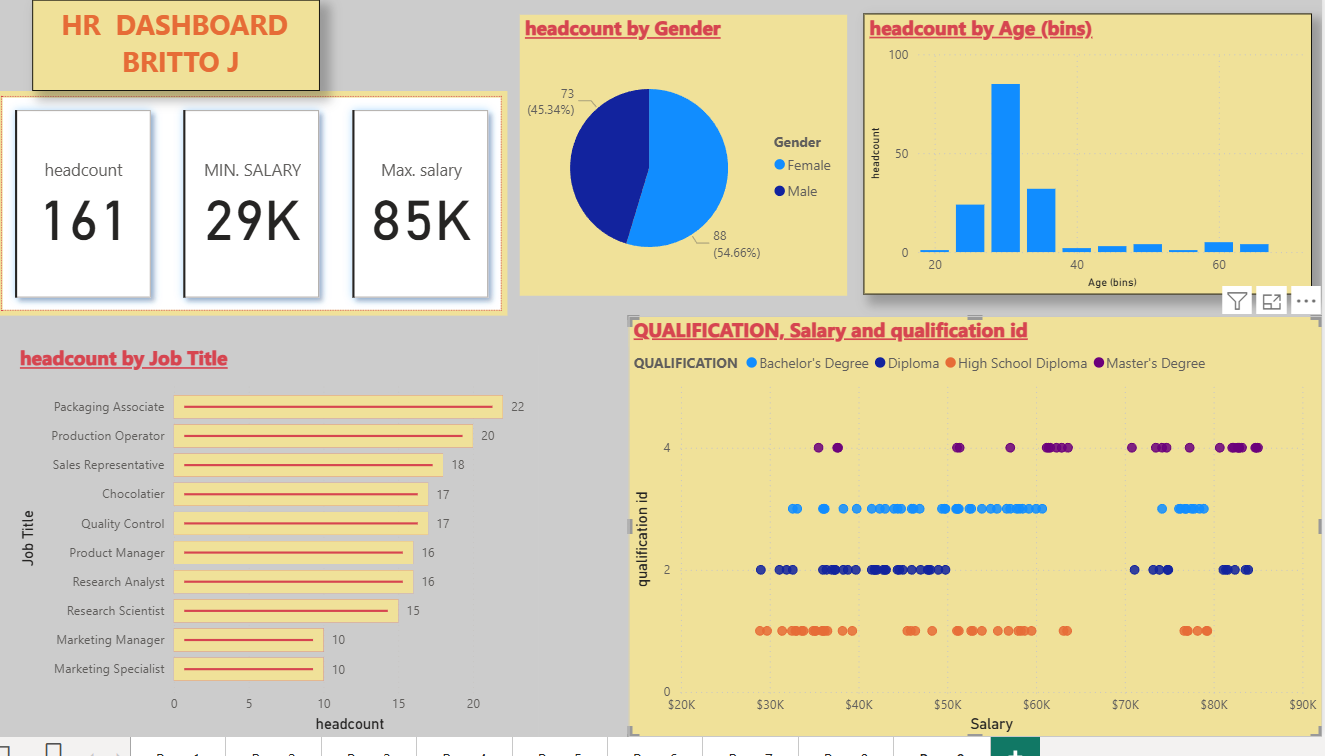 HR DASHBOARD
BRITTO J
headcount
161
MIN. SALARY
29K
Max. salary
85K
headcount by Gender
73
(45.34%)
88
(54.66%)
Gender
Female
Male
headcount by Age (bins)
100
50
0
headcount
20 40 60
Age (bins)
headcount by Job Title
Job Title
Packaging Associate 22
Production Operator 20
Sales Representative 18
Chocolatier 17
Quality Control 17
Product Manager 16
Research Analyst 16
Research Scientist 15
Marketing Manager 10
Marketing Specialist 10
0 5 10 15 20
headcount
QUALIFICATION, Salary and qualification id
QUALIFICATION Bachelor's Degree Diploma High School Diploma Master's Degree
qualification id
4
2
0
$20K $30K $40K $50K $60K $70K $80K $90K
Salary